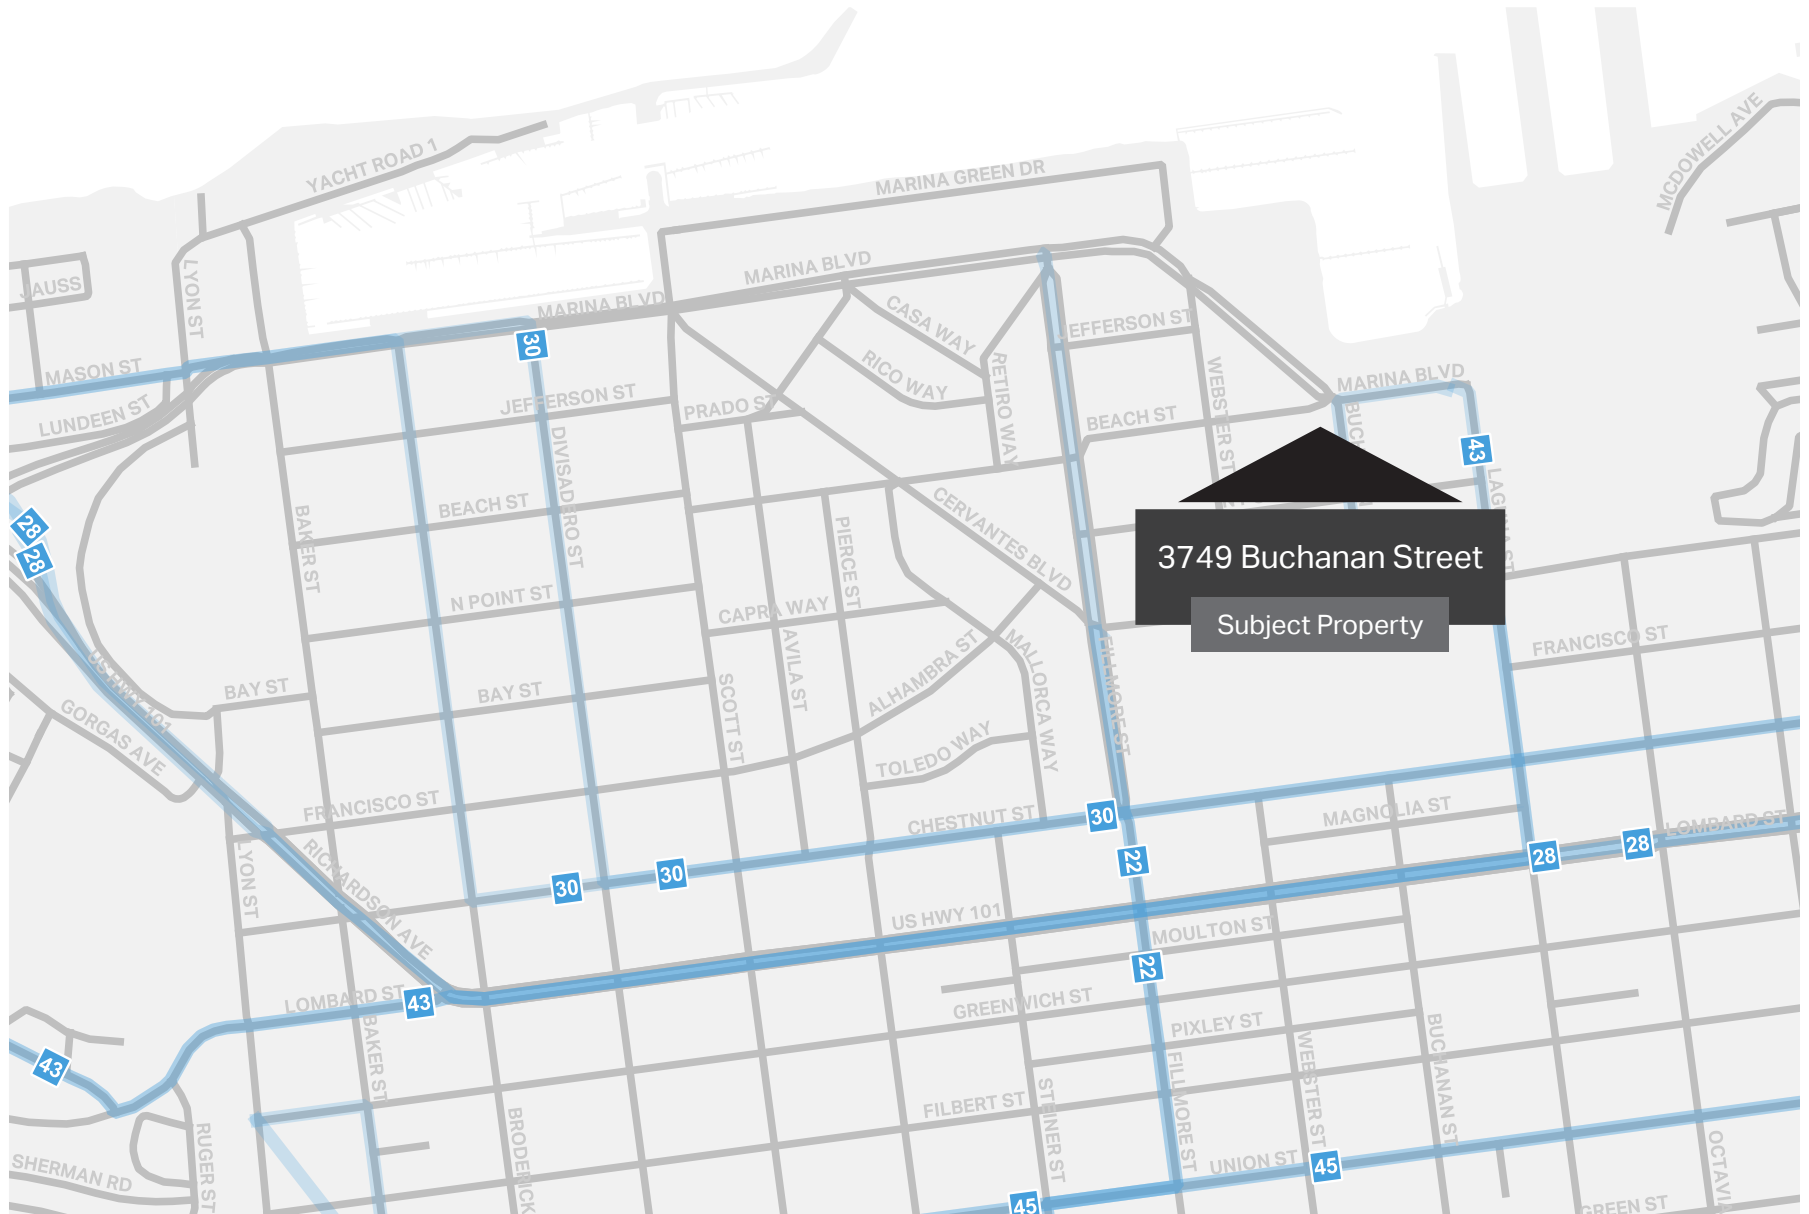 YACHT ROAD 1
MARINA GREEN DR
MCDOWELL AVE
MARINA BLVD
JAUSS
LYON ST
MARINA BLVD
CASA WAY
EFFERSON ST
30
MASON ST
RICO WAY
RETIRO WAY
WEBSTER ST
MARINA BLVD
LUNDEEN ST
JEFFERSON ST
PRADO ST
BEACH ST
BUCH
43
DIVISADERO ST
BEACH ST
CERVANTES BLVD
LAGUNA ST
28
28
BAKER ST
PIERCE ST
3749 Buchanan Street
Subject Property
N POINT ST
CAPRA WAY
AVILA ST
ALHAMBRA ST
MALLORCA WAY
FILLMORE ST
FRANCISCO ST
US HWY 101
GORGAS AVE
BAY ST
BAY ST
SCOTT ST
TOLEDO WAY
FRANCISCO ST
CHESTNUT ST
30
MAGNOLIA ST
LOMBARD ST
LYON ST
RICHARDSON AVE
30
30
22
28
28
US HWY 101
MOULTON ST
22
LOMBARD ST
43
GREENWICH ST
PIXLEY ST
43
BAKER ST
WEBSTER ST
BUCHANAN ST
FILBERT ST
STEINER ST
FILLMORE ST
RUGER ST
BRODERICK
OCTAVI
SHERMAN RD
UNION ST
45
45
GREEN ST